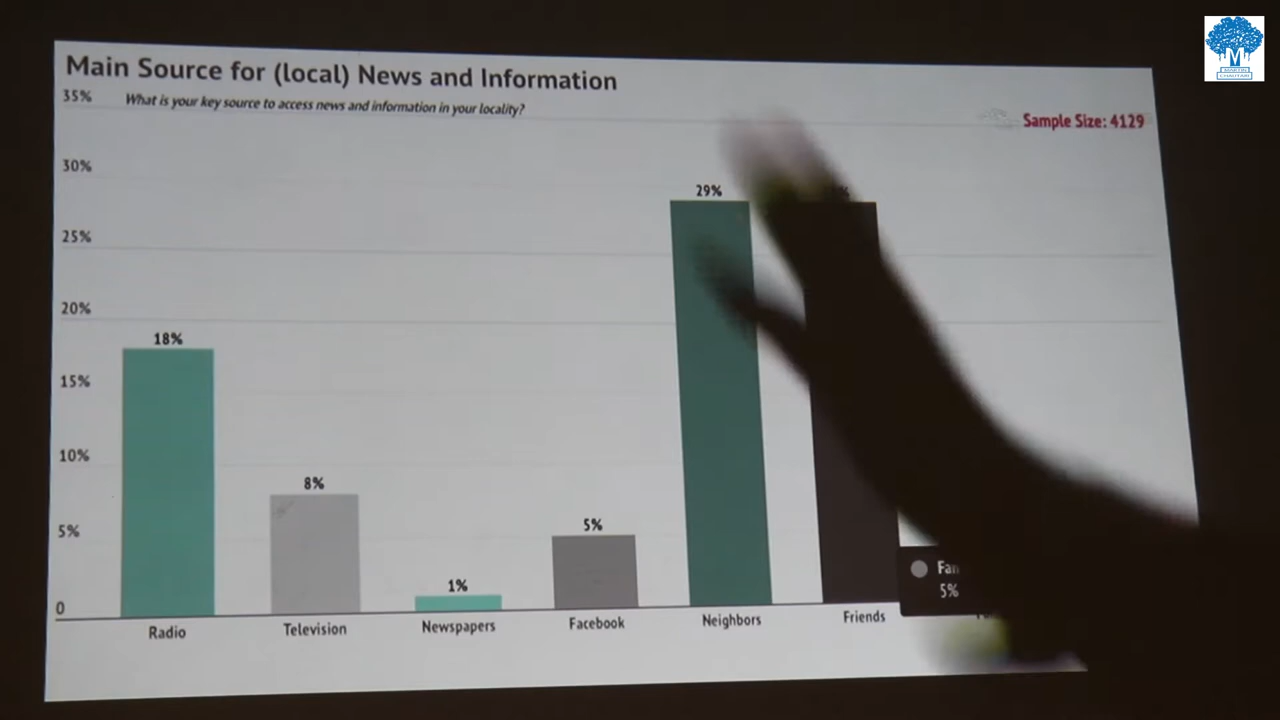 Main Source for (local) News and Information
What is your key source to access news and information in your locality?
Sample Size: 4129
35%
30%
25%
20%
15%
10%
5%
0
18%
8%
1%
5%
29%
Radio
Television
Newspapers
Facebook
Neighbors
Friends
5%
M
MARTIN
CHAUTARI